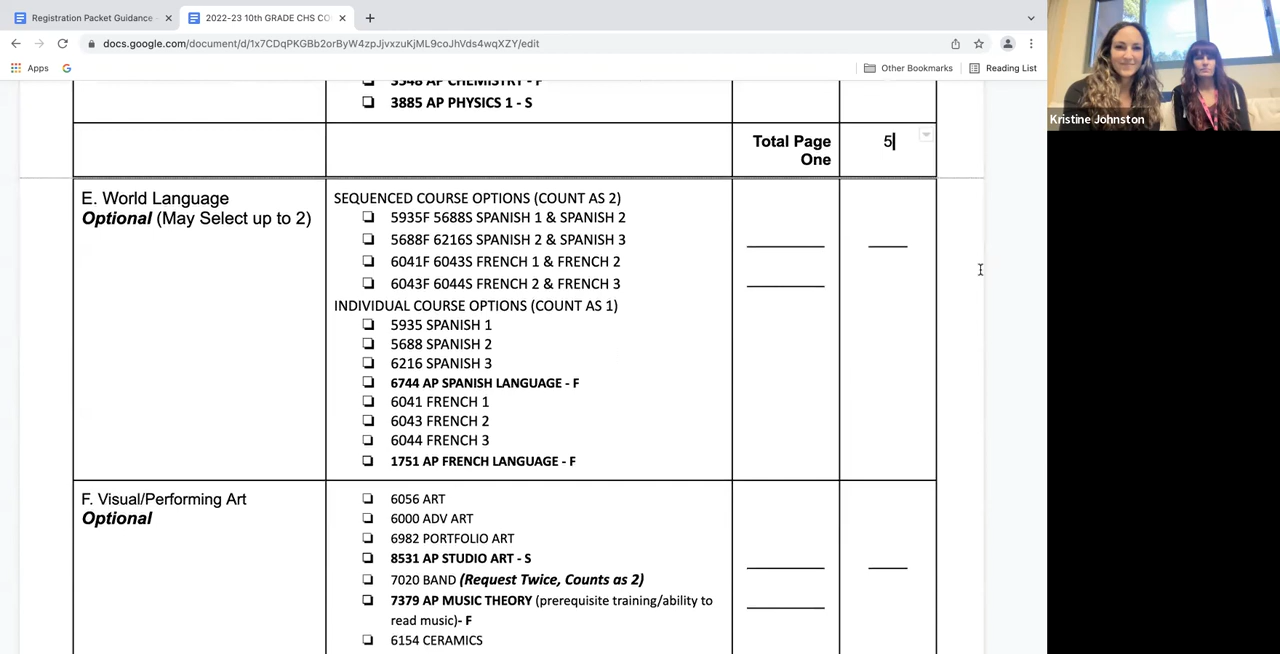 Registration Packet Guidance
2022-23 10th GRADE CHS CO
docs.google.com/document/d/1x7CDqPKGBb2orByW4zpJjvxzuKjML9coJhVds4wqXZY/edit
Apps
Other Bookmarks
Reading List
Kristine Johnston
3548 AP CHEMISTRY - F
3885 AP PHYSICS 1 - S
Total Page
One
5
E. World Language
Optional (May Select up to 2)
SEQUENCED COURSE OPTIONS (COUNT AS 2)
5935F 5688S SPANISH 1 & SPANISH 2
5688F 6216S SPANISH 2 & SPANISH 3
6041F 6043S FRENCH 1 & FRENCH 2
6043F 6044S FRENCH 2 & FRENCH 3
INDIVIDUAL COURSE OPTIONS (COUNT AS 1)
5935 SPANISH 1
5688 SPANISH 2
6216 SPANISH 3
6744 AP SPANISH LANGUAGE - F
6041 FRENCH 1
6043 FRENCH 2
6044 FRENCH 3
1751 AP FRENCH LANGUAGE - F
F. Visual/Performing Art
Optional
6056 ART
6000 ADV ART
6982 PORTFOLIO ART
8531 AP STUDIO ART - S
7020 BAND (Request Twice, Counts as 2)
7379 AP MUSIC THEORY (prerequisite training/ability to
read music)- F
6154 CERAMICS